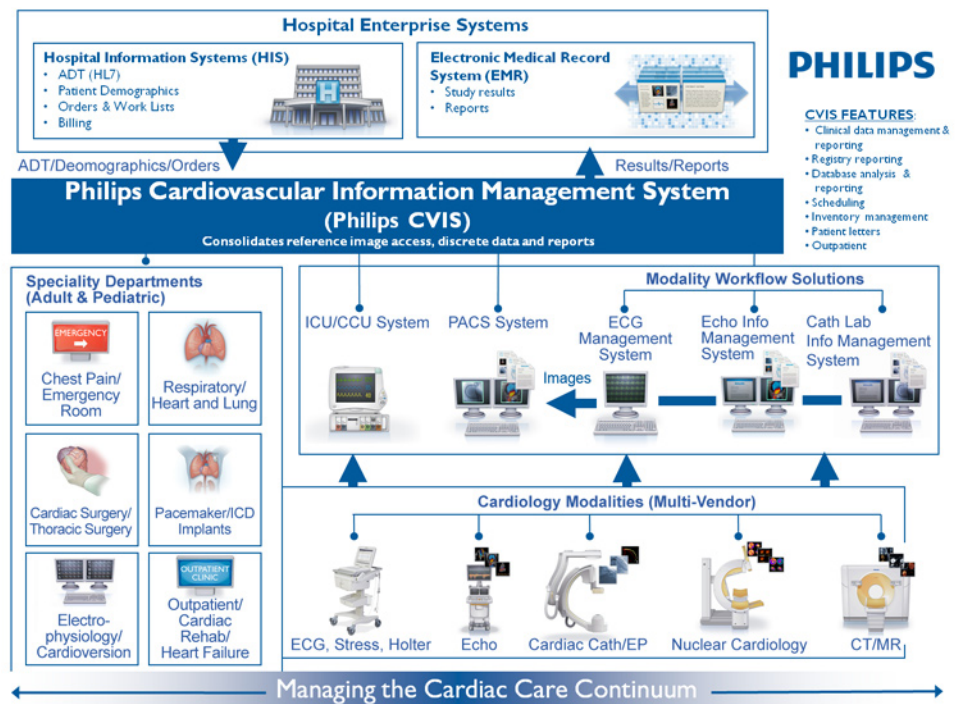 Hospital Enterprise Systems
Hospital Information Systems (HIS)
• ADT (HL7)
• Patient Demographics
• Orders & Work Lists
• Billing
H
Electronic Medical Record
System (EMR)
• Study results
• Reports
PHILIPS
CVIS FEATURES:
• Clinical data management &
reporting
• Registry reporting
• Database analysis &
reporting
• Scheduling
• Inventory management
• Patient letters
• Outpatient
ADT/Deomographics/Orders
Results/Reports
Philips Cardiovascular Information Management System
(Philips CVIS)
Consolidates reference image access, discrete data and reports
Speciality Departments
(Adult & Pediatric)
EMERGENCY
Chest Pain/
Emergency
Room
Respiratory/
Heart and Lung
Cardiac Surgery/
Thoracic Surgery
Pacemaker/ICD
Implants
Electro-
physiology/
Cardioversion
OUTPATIENT
CLINIC
Outpatient/
Cardiac
Rehab/
Heart Failure
Modality Workflow Solutions
ICU/CCU System
PACS System
ECG
Management
System
Echo Info
Management
System
Cath Lab
Info Management
System
Images
Cardiology Modalities (Multi-Vendor)
ECG, Stress, Holter
Echo
Cardiac Cath/EP
Nuclear Cardiology
CT/MR
Managing the Cardiac Care Continuum